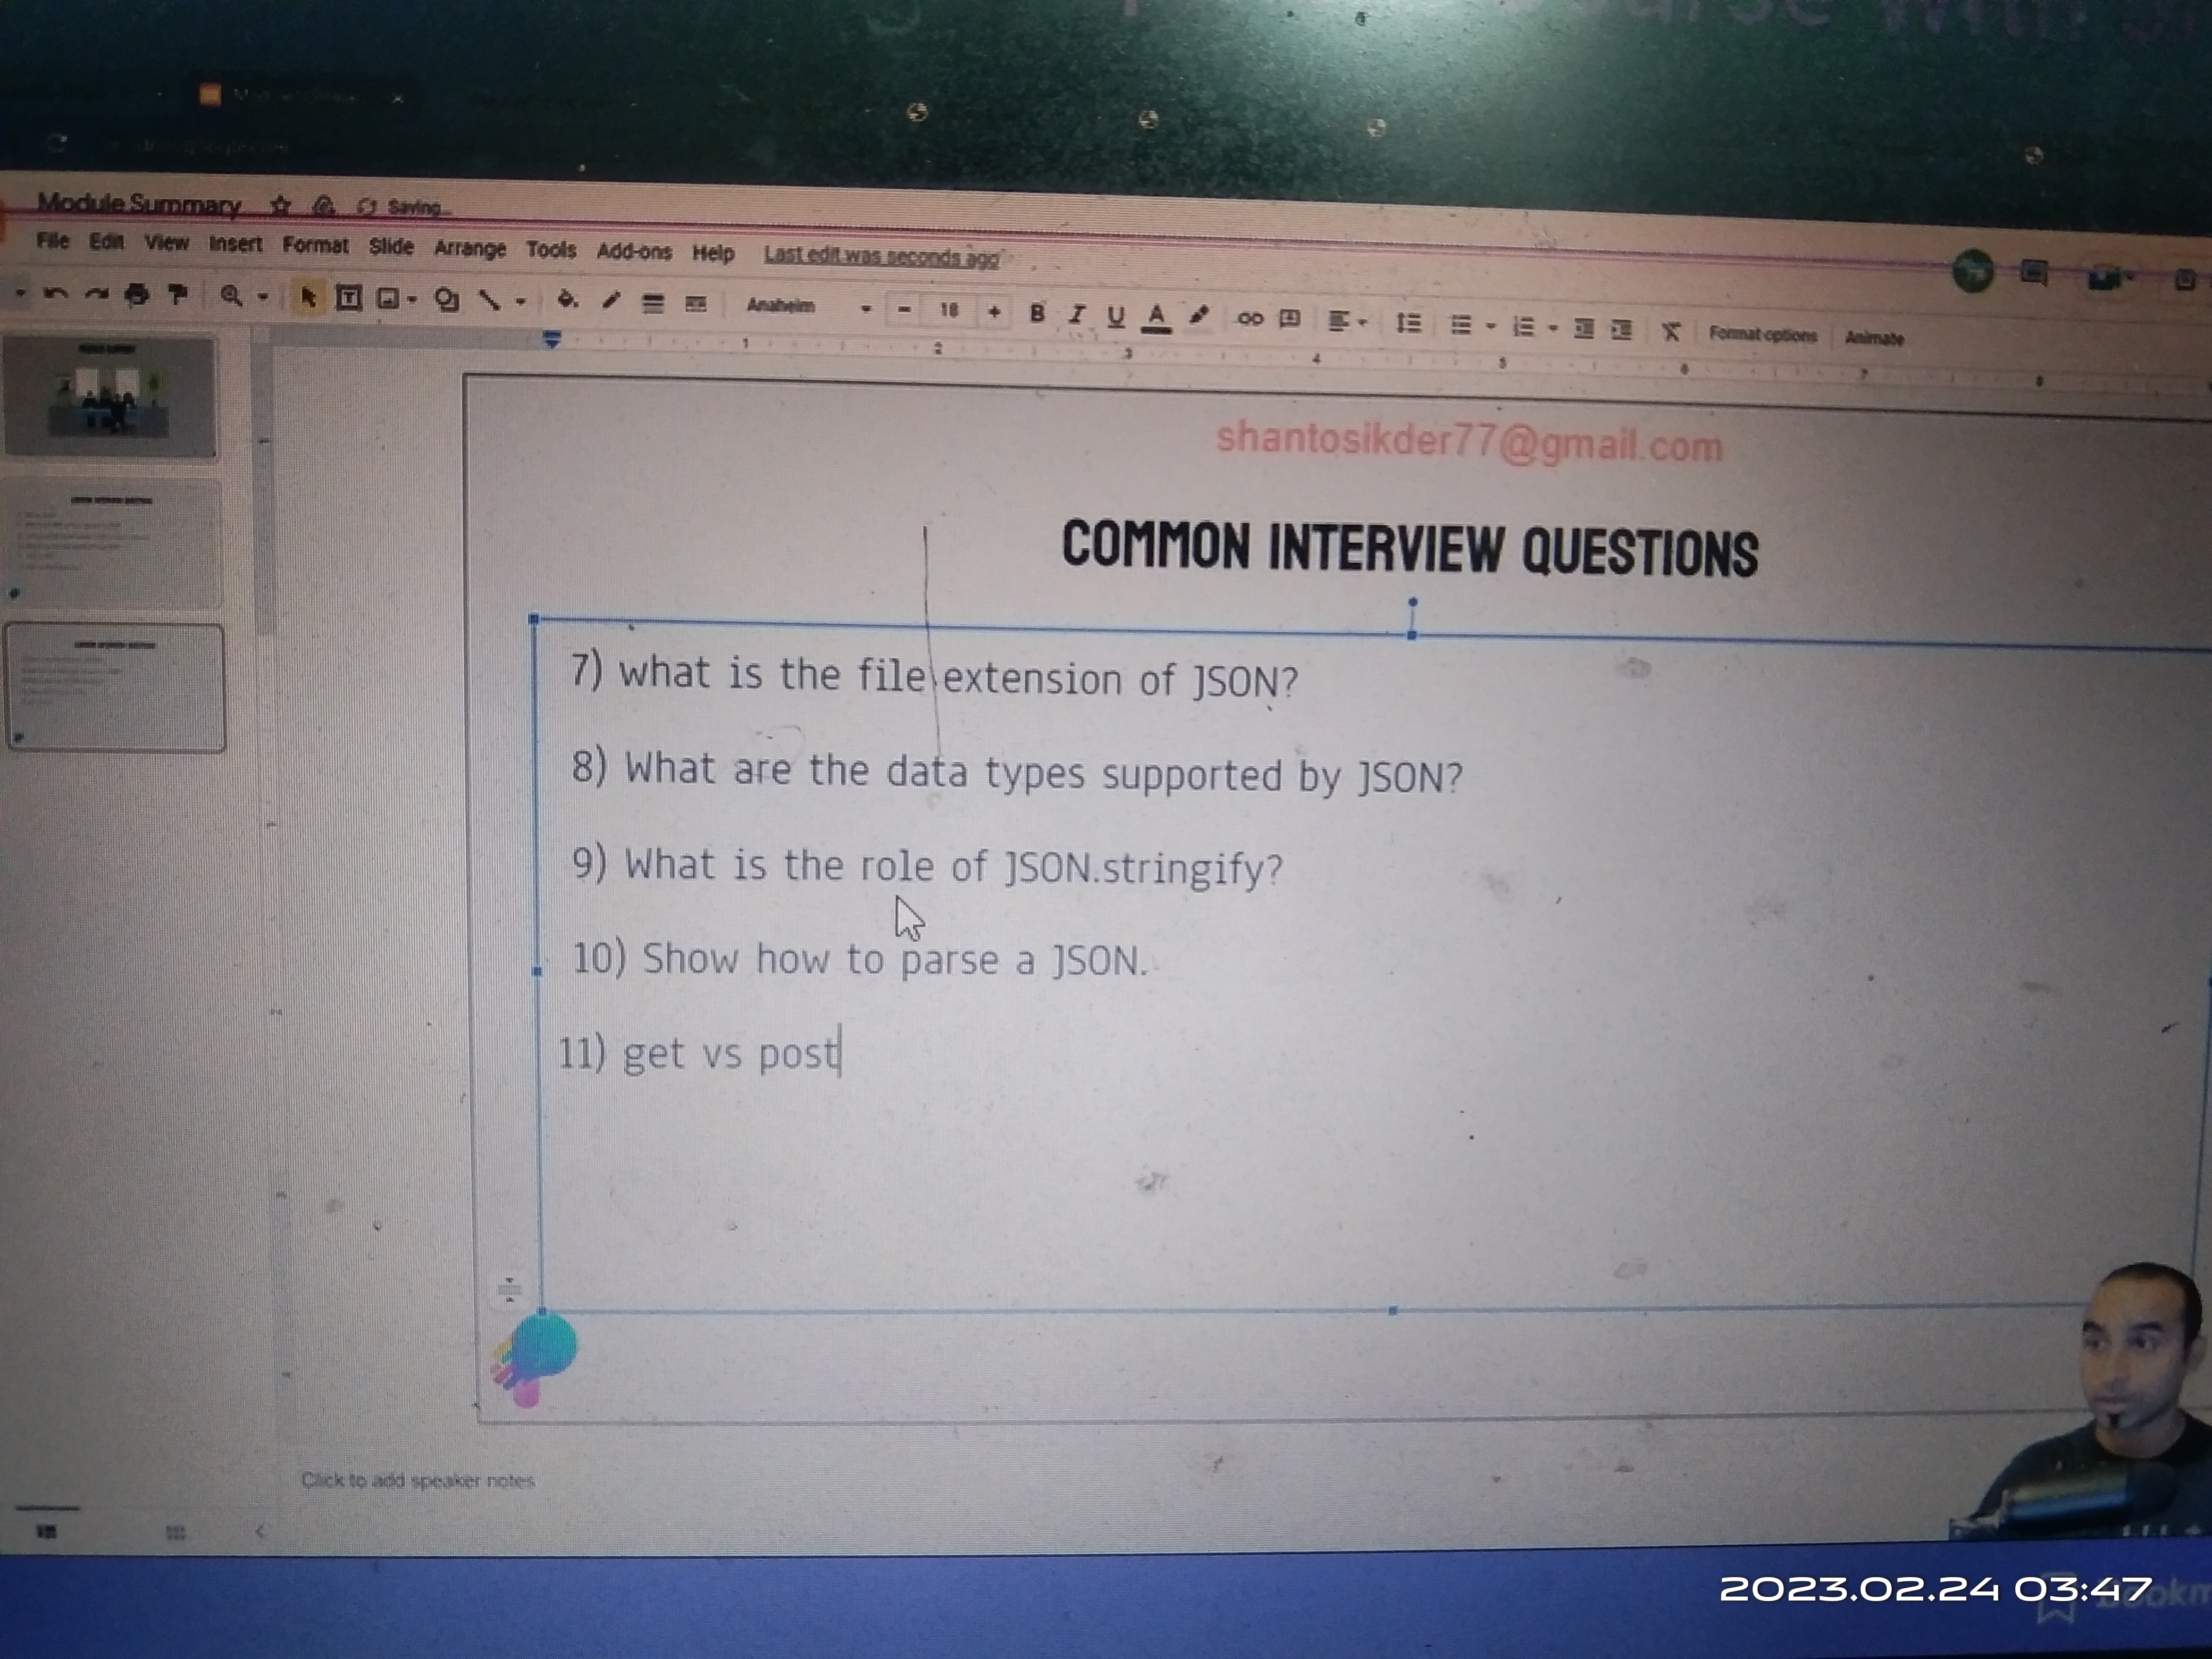 Module Summary Saving...
File Edit View Insert Format Slide Arrange Tools Add-ons Help Last edit was seconds ago
Anaheim - 18 + B I U A Format options Animate
1 2 3 4 5 6 7 8
shantosikder77@gmail.com
COMMON INTERVIEW QUESTIONS
7) what is the file extension of JSON?
8) What are the data types supported by JSON?
9) What is the role of JSON.stringify?
10) Show how to parse a JSON.
11) get vs post
Click to add speaker notes
2023.02.24 03:47